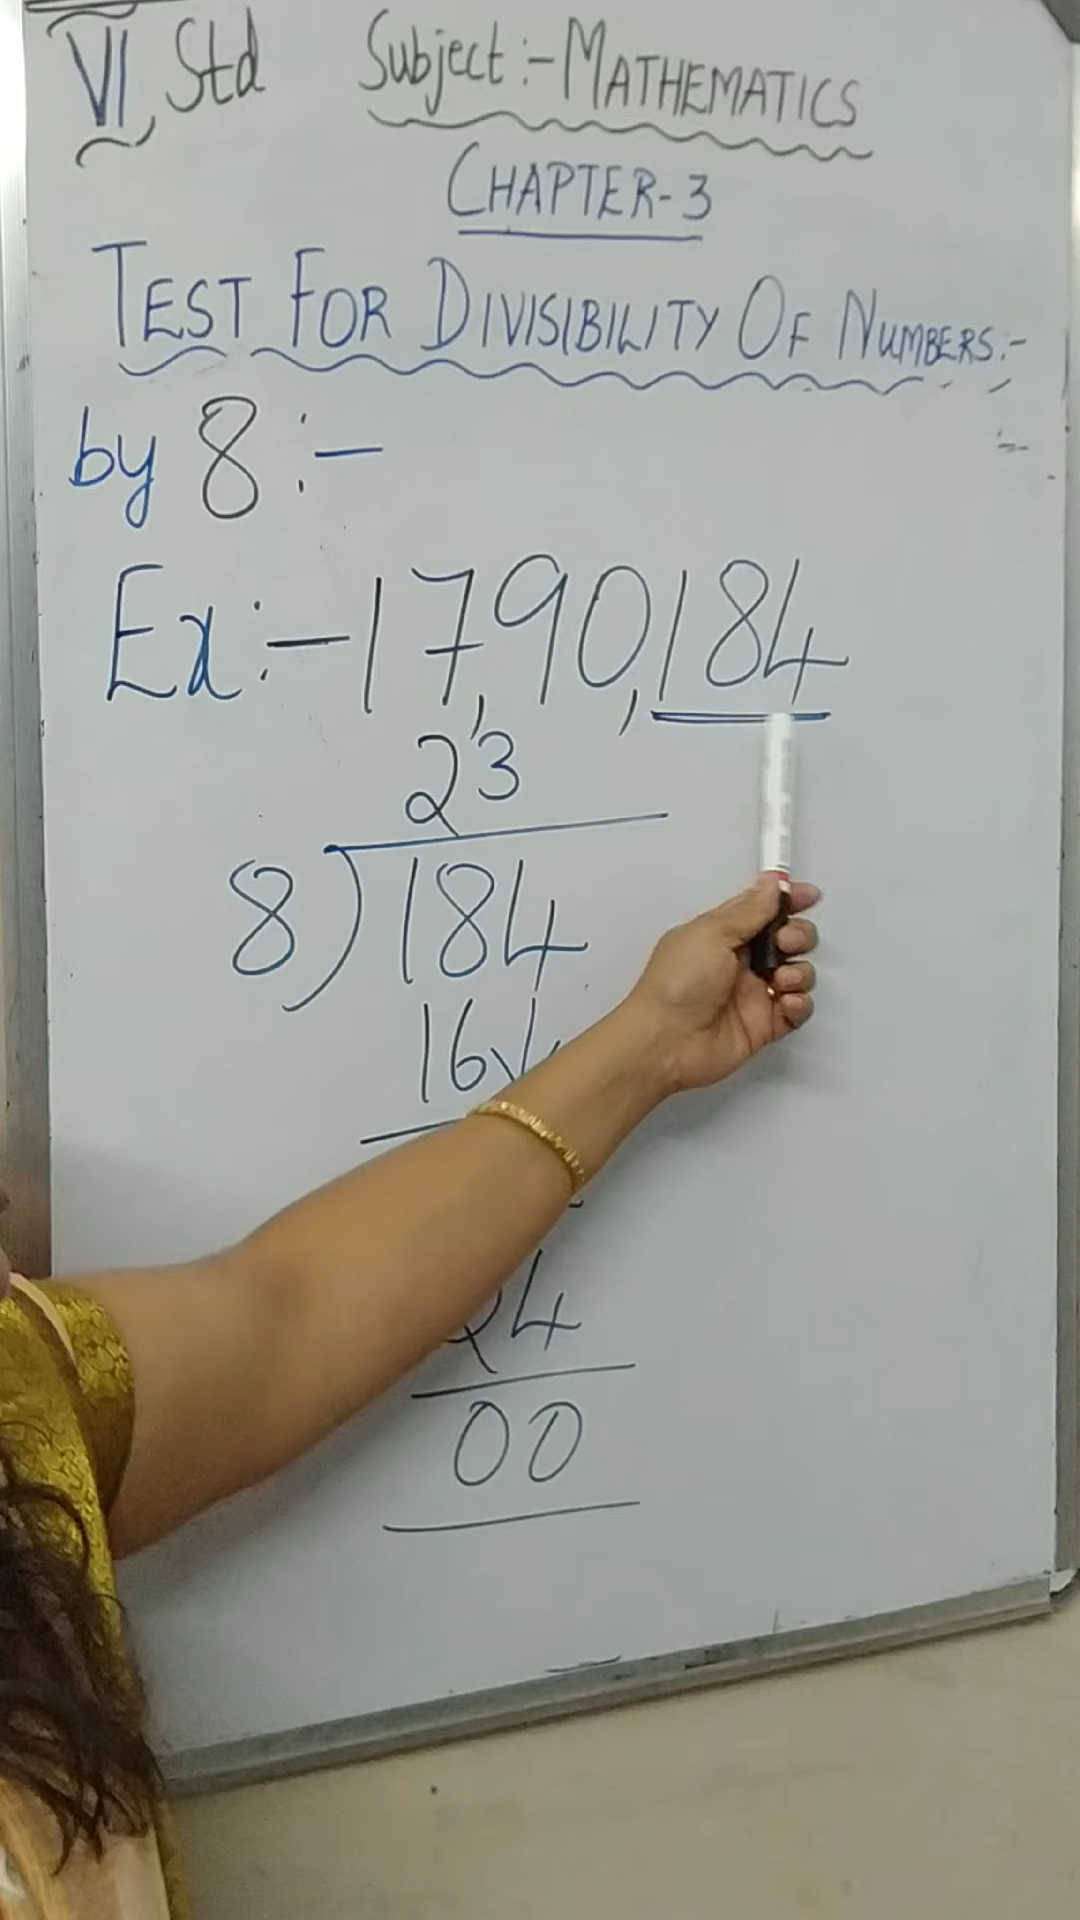 VI Std Subject:- MATHEMATICS
CHAPTER-3
TEST FOR DIVISIBILITY OF NUMBERS:-
by 8:-
Ex:- 17,90,184
23
8)184
16↓
24
00